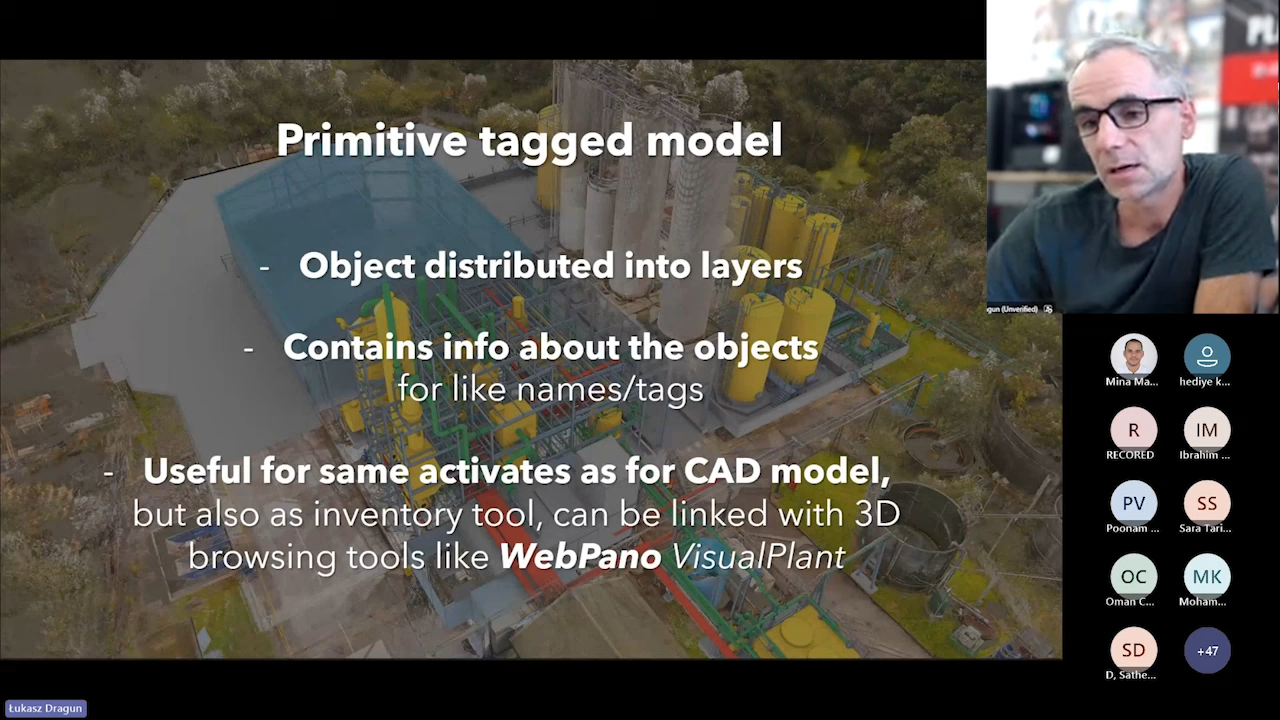 Primitive tagged model
- Object distributed into layers
- Contains info about the objects
for like names/tags
- Useful for same activates as for CAD model,
but also as inventory tool, can be linked with 3D
browsing tools like WebPano VisualPlant
PL
gun (Unverified)
Mina Ma...
hediye k...
R
IM
RECORED
Ibrahim ...
PV
SS
Poonam ...
Sara Tari...
OC
MK
Oman C...
Moham...
SD
+47
D, Sathe...
Łukasz Dragun